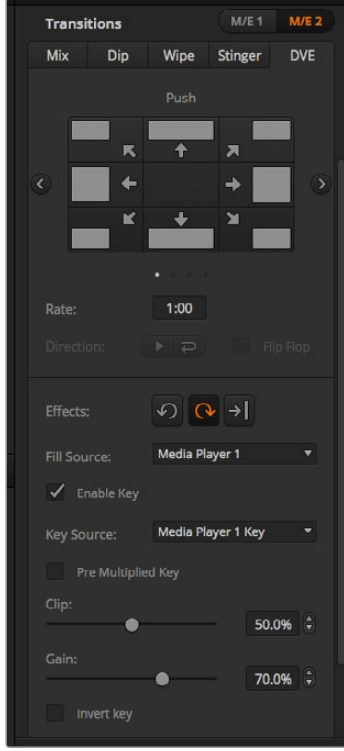 Transitions M/E 1 M/E 2
Mix Dip Wipe Stinger DVE
Push
Rate: 1:00
Direction: Flip Flop
Effects:
Fill Source: Media Player 1
Enable Key
Key Source: Media Player 1 Key
Pre Multiplied Key
Clip:
50.0%
Gain:
70.0%
Invert key